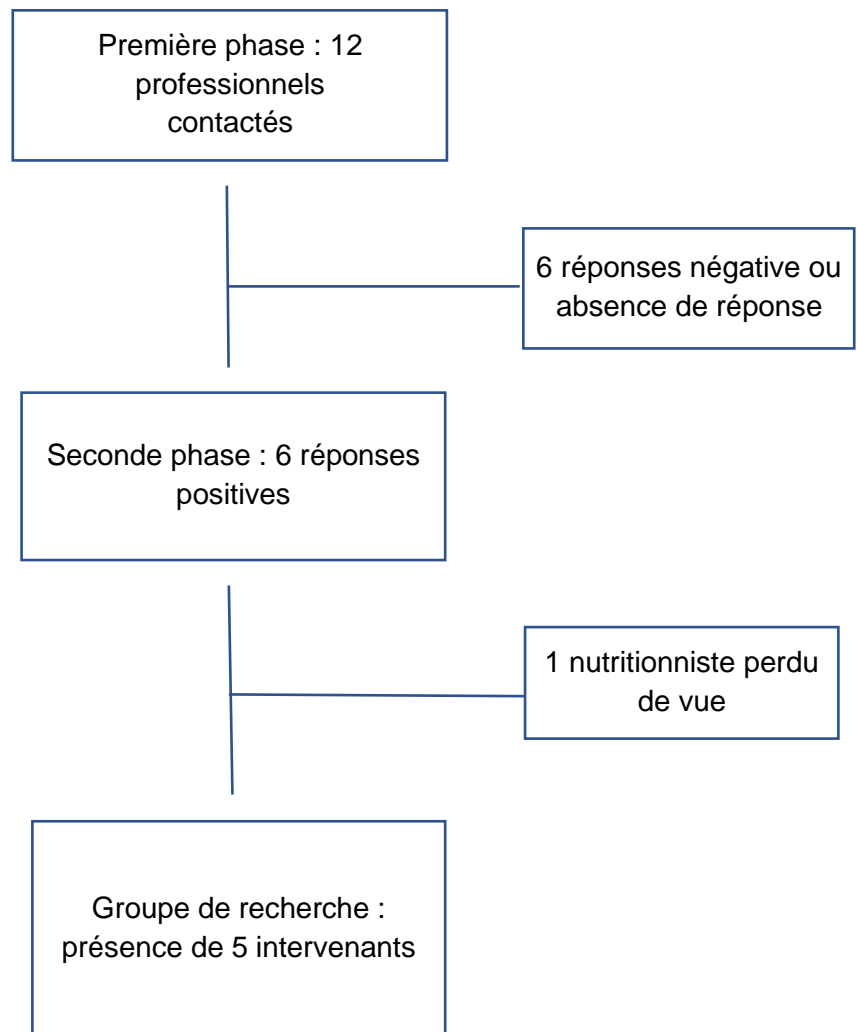 Première phase : 12
professionnels
contactés
6 réponses négative ou
absence de réponse
Seconde phase : 6 réponses
positives
1 nutritionniste perdu
de vue
Groupe de recherche :
présence de 5 intervenants